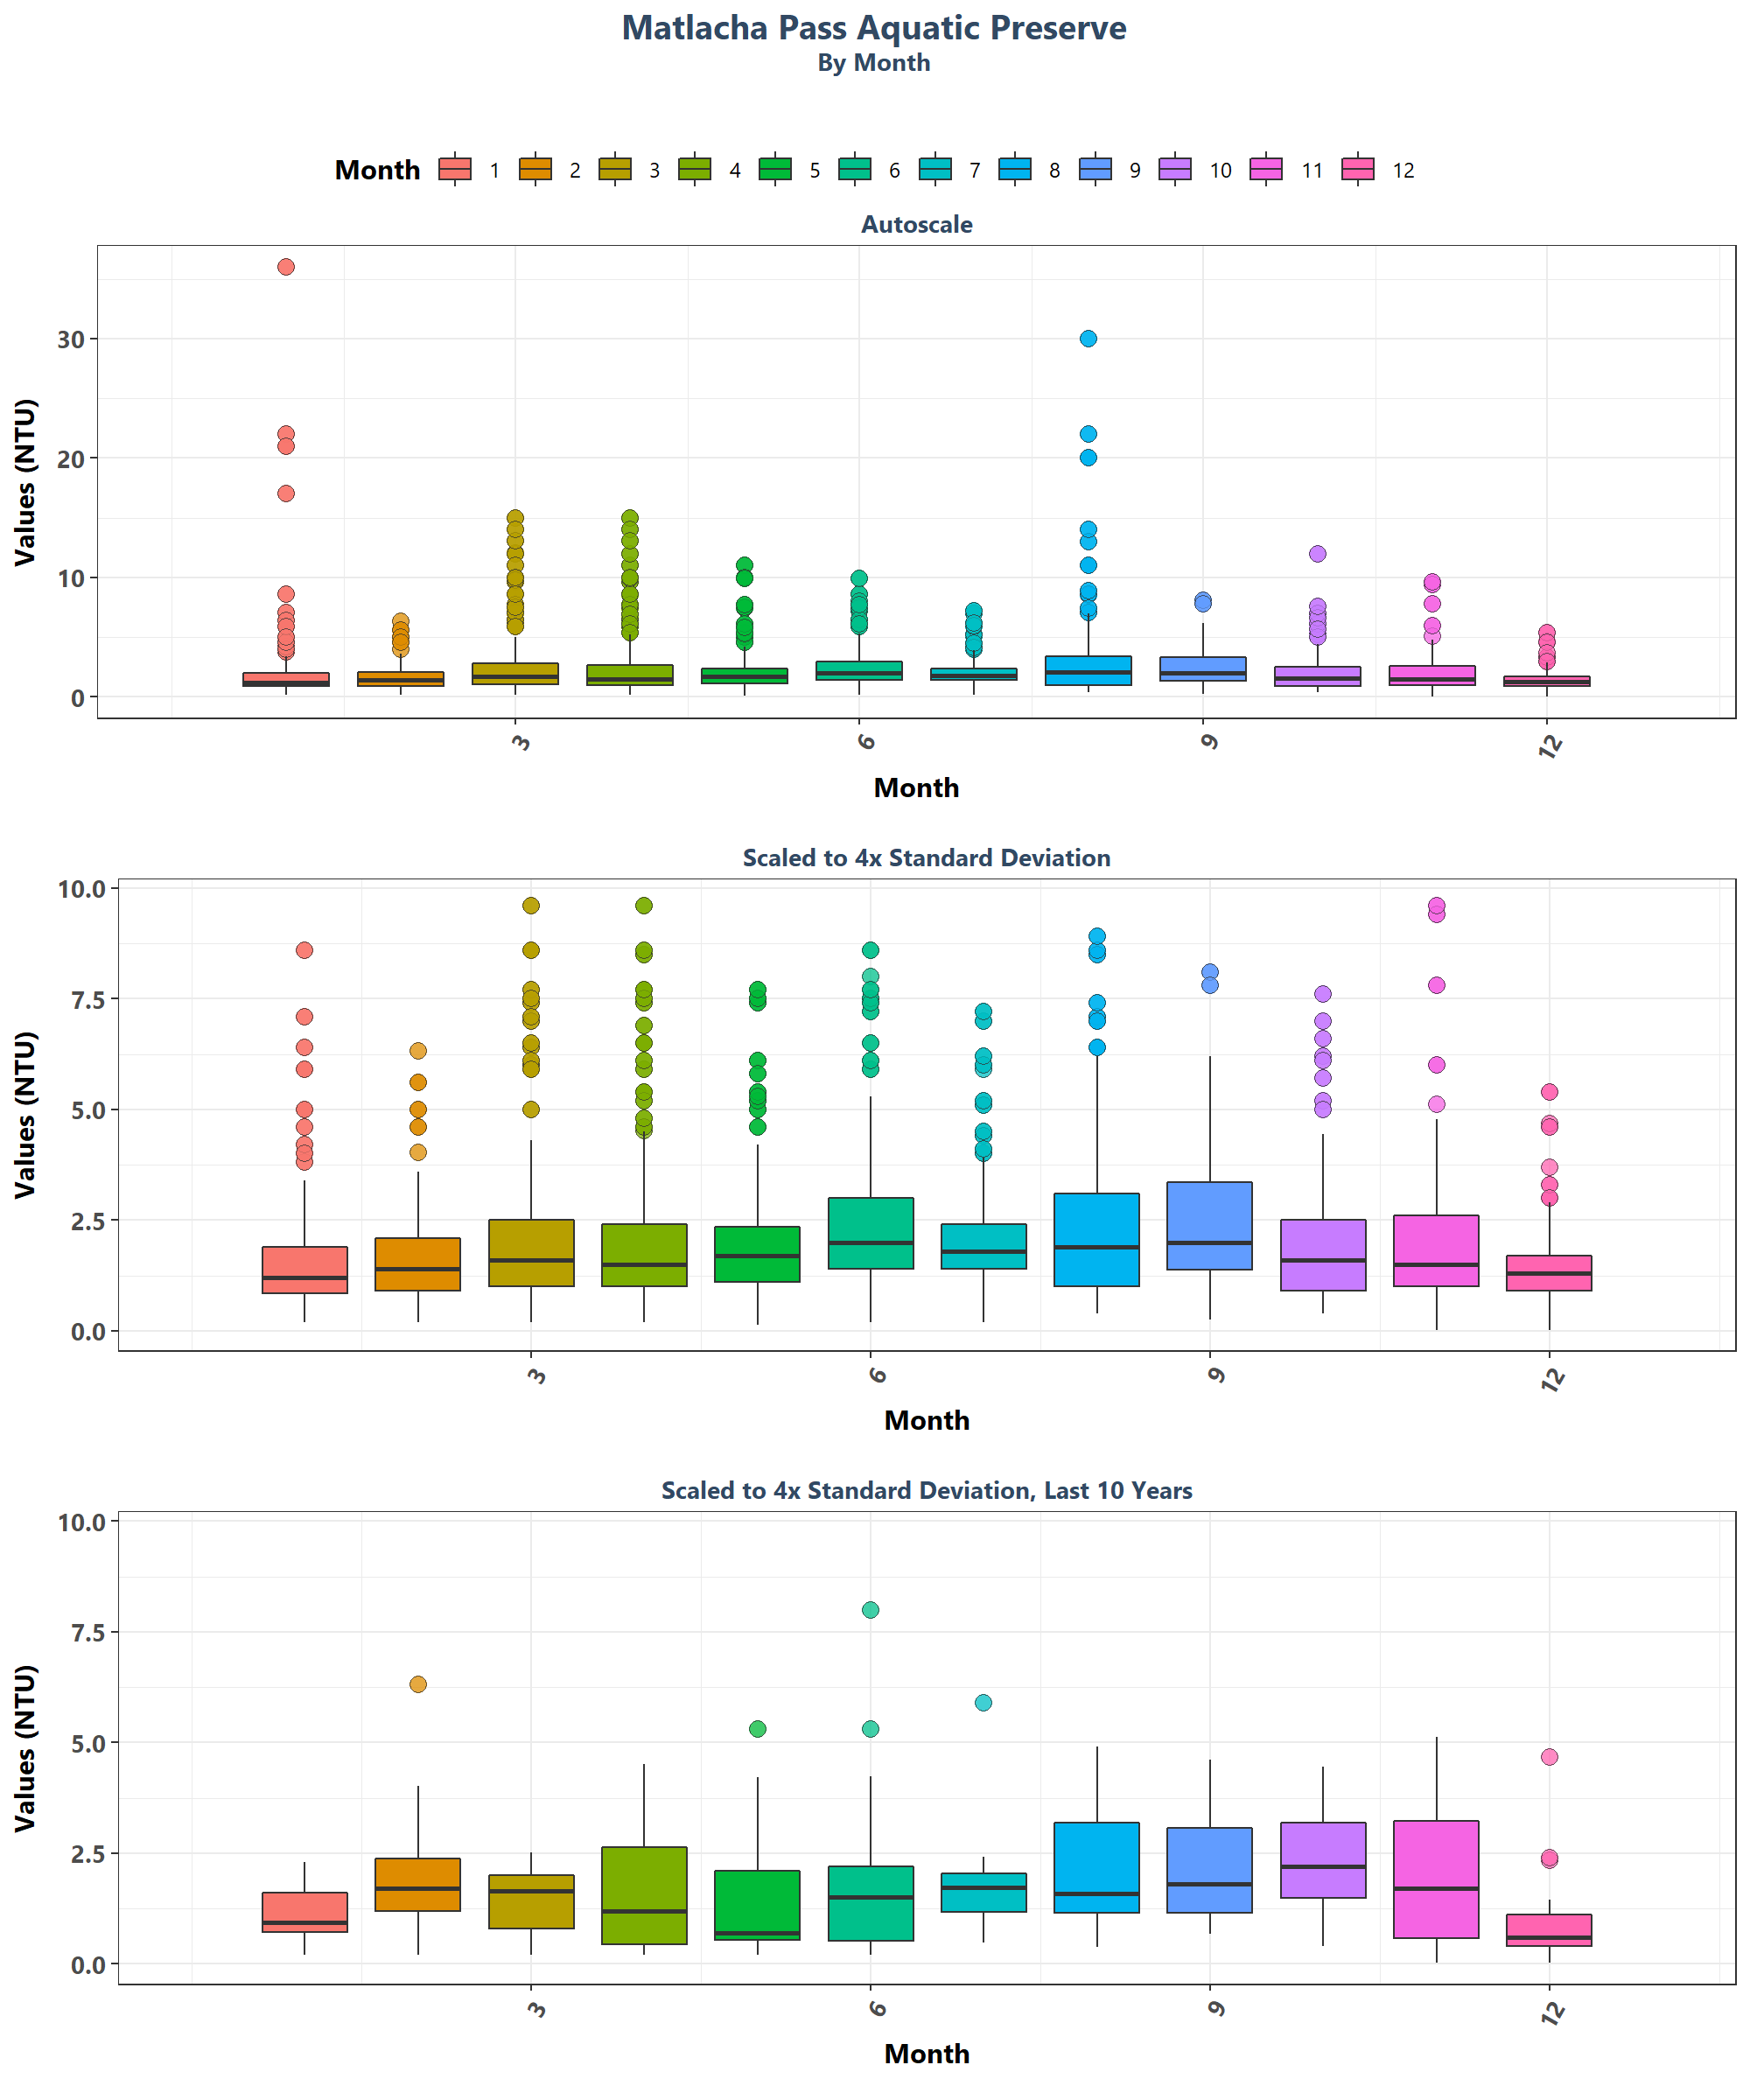 Matlacha Pass Aquatic Preserve
By Month
Month 1 2 3 4 5 6 7 8 9 10 11 12
Autoscale
Values (NTU)
30
20
10
0
3 6 9 12
Month
Scaled to 4x Standard Deviation
Values (NTU)
10.0
7.5
5.0
2.5
0.0
3 6 9 12
Month
Scaled to 4x Standard Deviation, Last 10 Years
Values (NTU)
10.0
7.5
5.0
2.5
0.0
3 6 9 12
Month